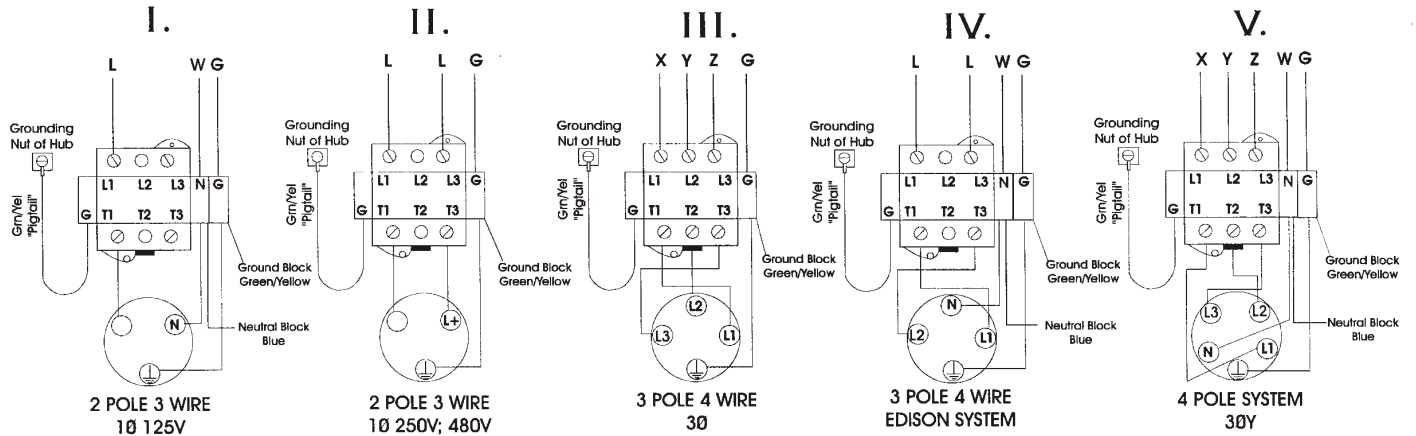 I.
L W G
Grounding
Nut of Hub
Grn/Yel
"Pigtail"
L1 L2 L3 N G
G T1 T2 T3
Ground Block
Green/Yellow
N
Neutral Block
Blue
2 POLE 3 WIRE
1Ø 125V
II.
L L G
Grounding
Nut of Hub
Grn/Yel
"Pigtail"
L1 L2 L3 G
G T1 T2 T3
Ground Block
Green/Yellow
L+
2 POLE 3 WIRE
1Ø 250V; 480V
III.
X Y Z G
Grounding
Nut of Hub
Grn/Yel
"Pigtail"
L1 L2 L3 G
G T1 T2 T3
Ground Block
Green/Yellow
L2
L3 L1
3 POLE 4 WIRE
3Ø
IV.
L L W G
Grounding
Nut of Hub
Grn/Yel
"Pigtail"
L1 L2 L3 N G
G T1 T2 T3
Ground Block
Green/Yellow
N
L2 L1
Neutral Block
Blue
3 POLE 4 WIRE
EDISON SYSTEM
V.
X Y Z W G
Grounding
Nut of Hub
Grn/Yel
"Pigtail"
L1 L2 L3 N G
G T1 T2 T3
Ground Block
Green/Yellow
L3 L2
N L1
Neutral Block
Blue
4 POLE SYSTEM
3ØY